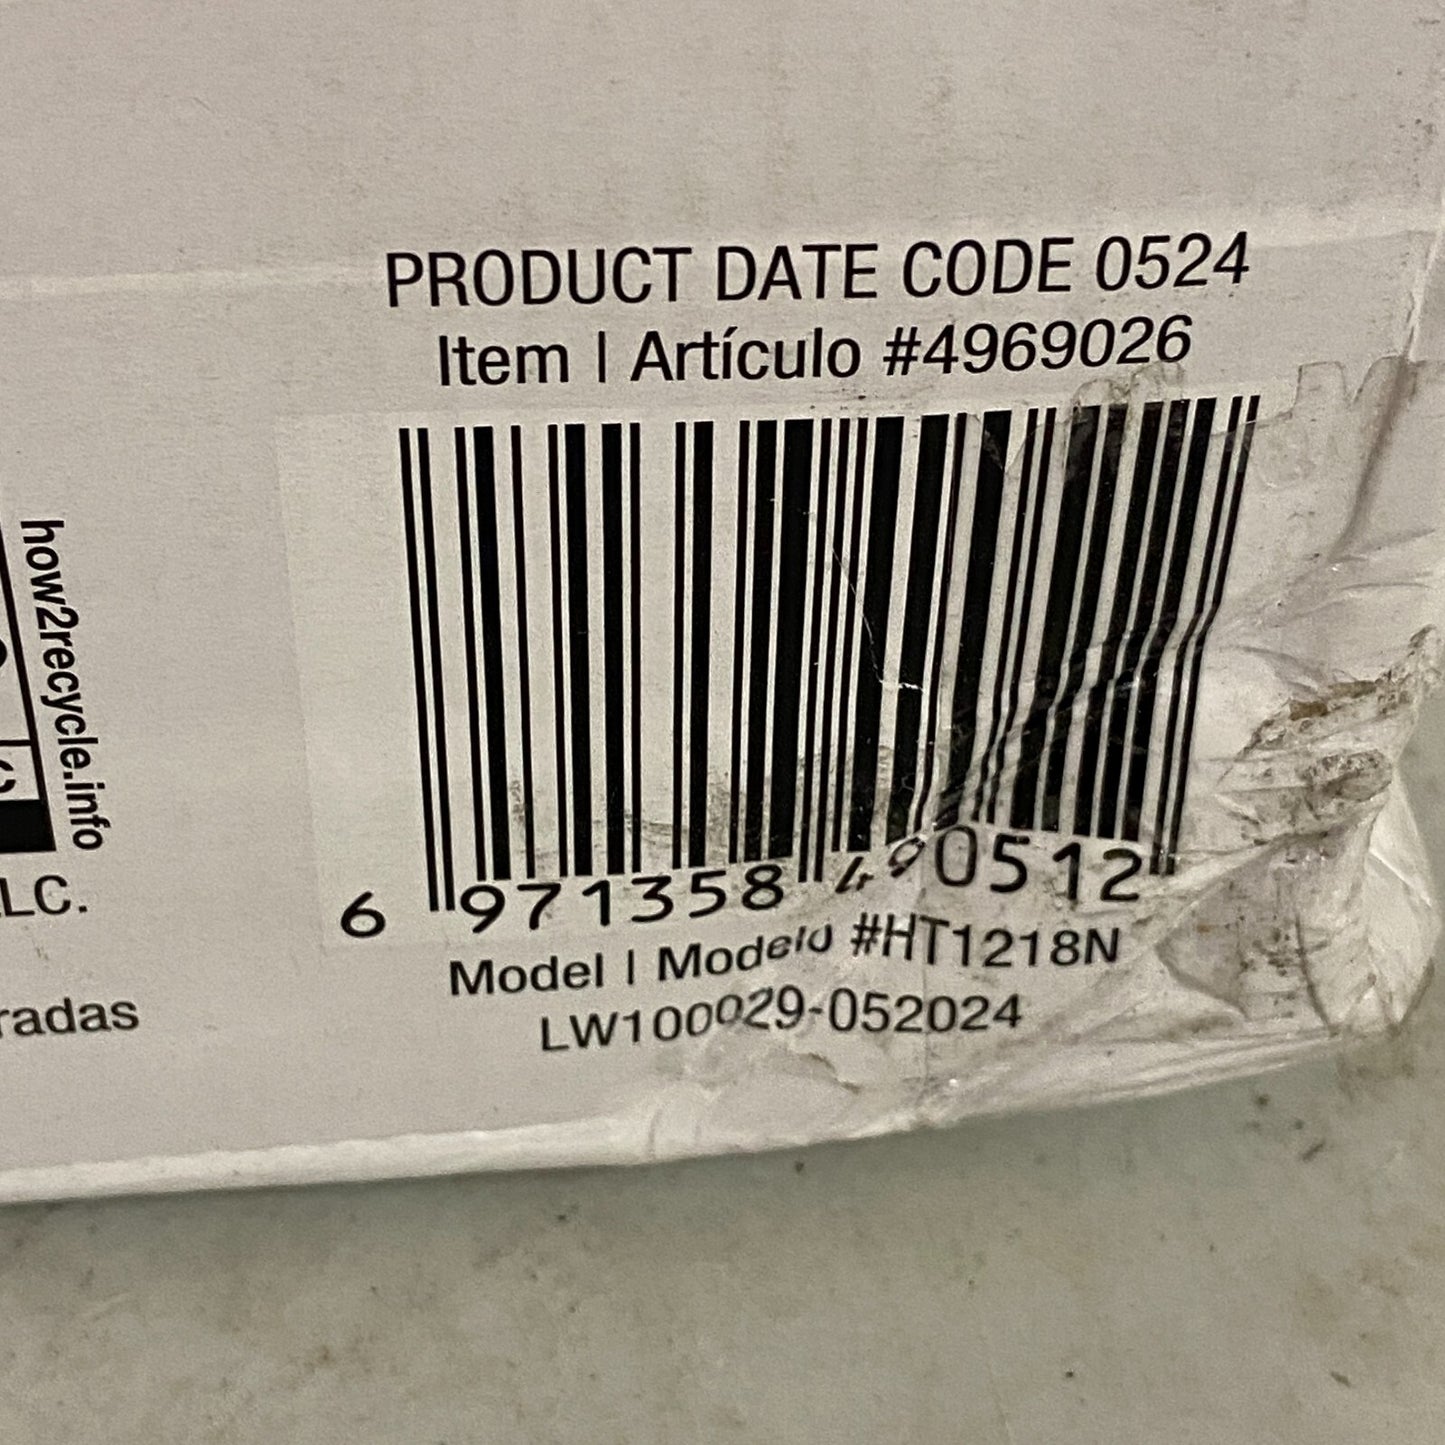 PRODUCT DATE CODE 0524
Item | Artículo #4969026
6 971358 490512
Model | Modelo #HT1218N
LW100029-052024
how2recycle.info
LLC.
radas